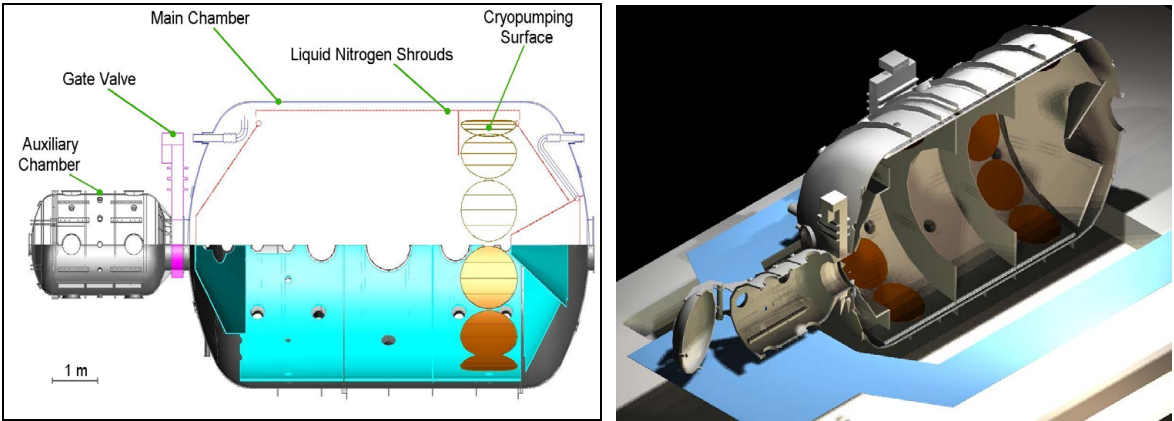 Main Chamber
Cryopumping
Surface
Liquid Nitrogen Shrouds
Gate Valve
Auxiliary
Chamber
1 m